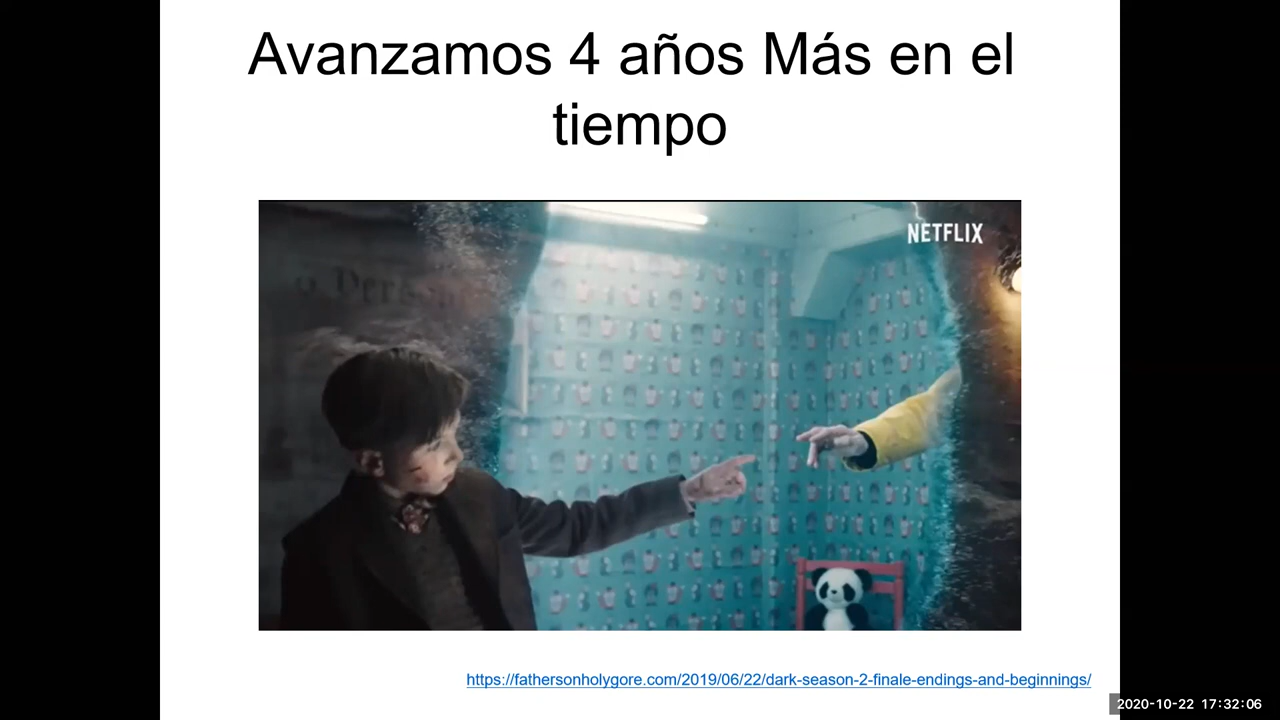 Avanzamos 4 años Más en el
tiempo
NETFLIX
https://fathersonholygore.com/2019/06/22/dark-season-2-finale-endings-and-beginnings/
2020-10-22 17:32:06